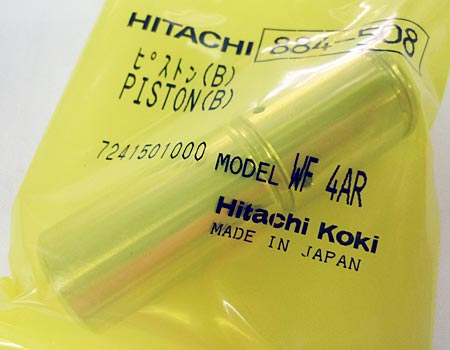 HITACHI 884-508
ピストン(B)
PISTON(B)
7241501000 MODEL WF 4AR
Hitachi Koki
MADE IN JAPAN